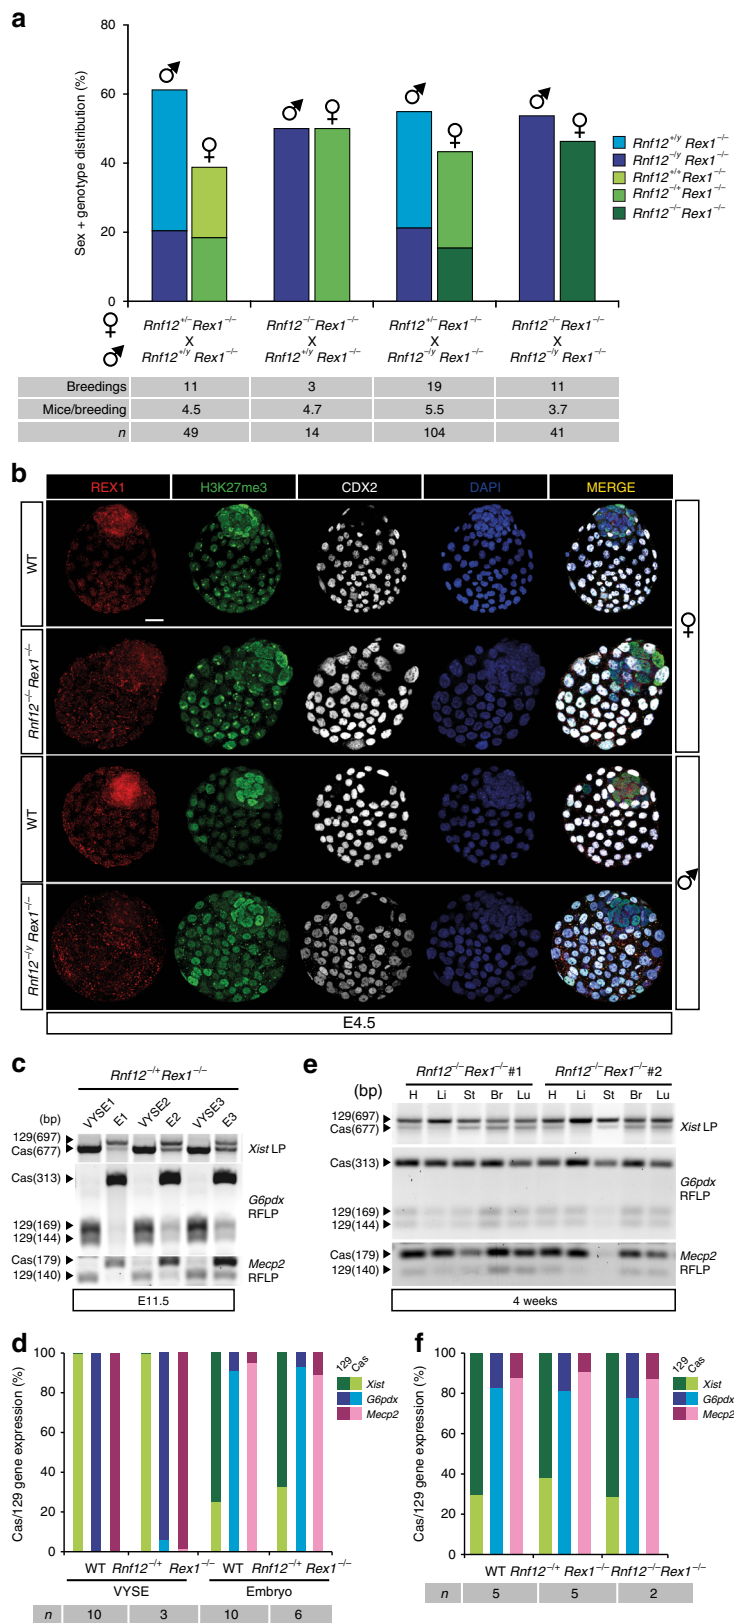 a
80
60
40
20
0
Sex + genotype distribution (%)
♂ ♀ ♂ ♀ ♂ ♀ ♂ ♀
Rnf12+/y Rex1−/−
Rnf12−/y Rex1−/−
Rnf12+/+ Rex1−/−
Rnf12−/+ Rex1−/−
Rnf12−/− Rex1−/−
♀ Rnf12+/− Rex1−/− Rnf12−/− Rex1−/− Rnf12+/− Rex1−/− Rnf12−/− Rex1−/−
X X X X
♂ Rnf12+/y Rex1−/− Rnf12+/y Rex1−/− Rnf12−/y Rex1−/− Rnf12−/y Rex1−/−
Breedings 11 3 19 11
Mice/breeding 4.5 4.7 5.5 3.7
n 49 14 104 41
b
REX1 H3K27me3 CDX2 DAPI MERGE
WT
Rnf12−/− Rex1−/−
♀
WT
Rnf12−/y Rex1−/−
♂
E4.5
c
Rnf12−/+ Rex1−/−
(bp) VYSE1 E1 VYSE2 E2 VYSE3 E3
129(697)
Cas(677)
Xist LP
Cas(313)
G6pdx
RFLP
129(169)
129(144)
Cas(179)
129(140)
Mecp2
RFLP
E11.5
e
Rnf12−/− Rex1−/− #1 Rnf12−/− Rex1−/− #2
(bp) H Li St Br Lu H Li St Br Lu
129(697)
Cas(677)
Xist LP
Cas(313)
G6pdx
RFLP
129(169)
129(144)
Cas(179)
129(140)
Mecp2
RFLP
4 weeks
d
100
80
60
40
20
0
Cas/129 gene expression (%)
129 Cas
Xist
G6pdx
Mecp2
WT Rnf12−/+ Rex1−/− WT Rnf12−/+ Rex1−/−
VYSE Embryo
n 10 3 10 6
f
100
80
60
40
20
0
Cas/129 gene expression (%)
129 Cas
Xist
G6pdx
Mecp2
WT Rnf12−/+ Rex1−/− Rnf12−/− Rex1−/−
n 5 5 2